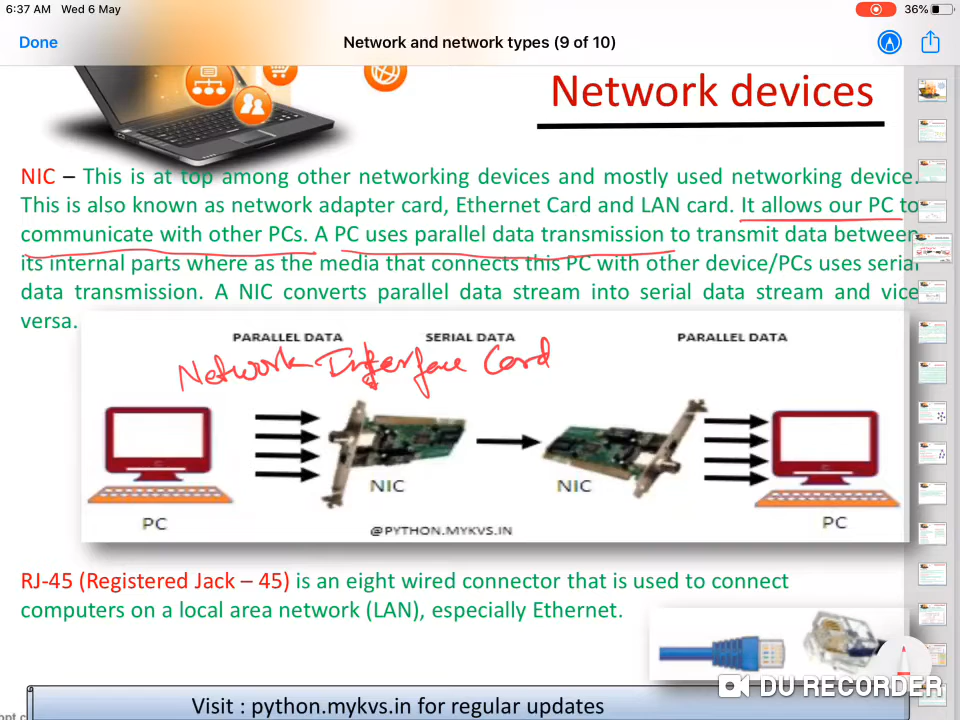 6:37 AM Wed 6 May
36%
Done
Network and network types (9 of 10)
Network devices
NIC – This is at top among other networking devices and mostly used networking device.
This is also known as network adapter card, Ethernet Card and LAN card. It allows our PC to
communicate with other PCs. A PC uses parallel data transmission to transmit data between
its internal parts where as the media that connects this PC with other device/PCs uses serial
data transmission. A NIC converts parallel data stream into serial data stream and vice
versa.
PARALLEL DATA SERIAL DATA PARALLEL DATA
Network Interface Card
NIC NIC
PC PC
@PYTHON.MYKVS.IN
RJ-45 (Registered Jack – 45) is an eight wired connector that is used to connect
computers on a local area network (LAN), especially Ethernet.
DU RECORDER
Visit : python.mykvs.in for regular updates